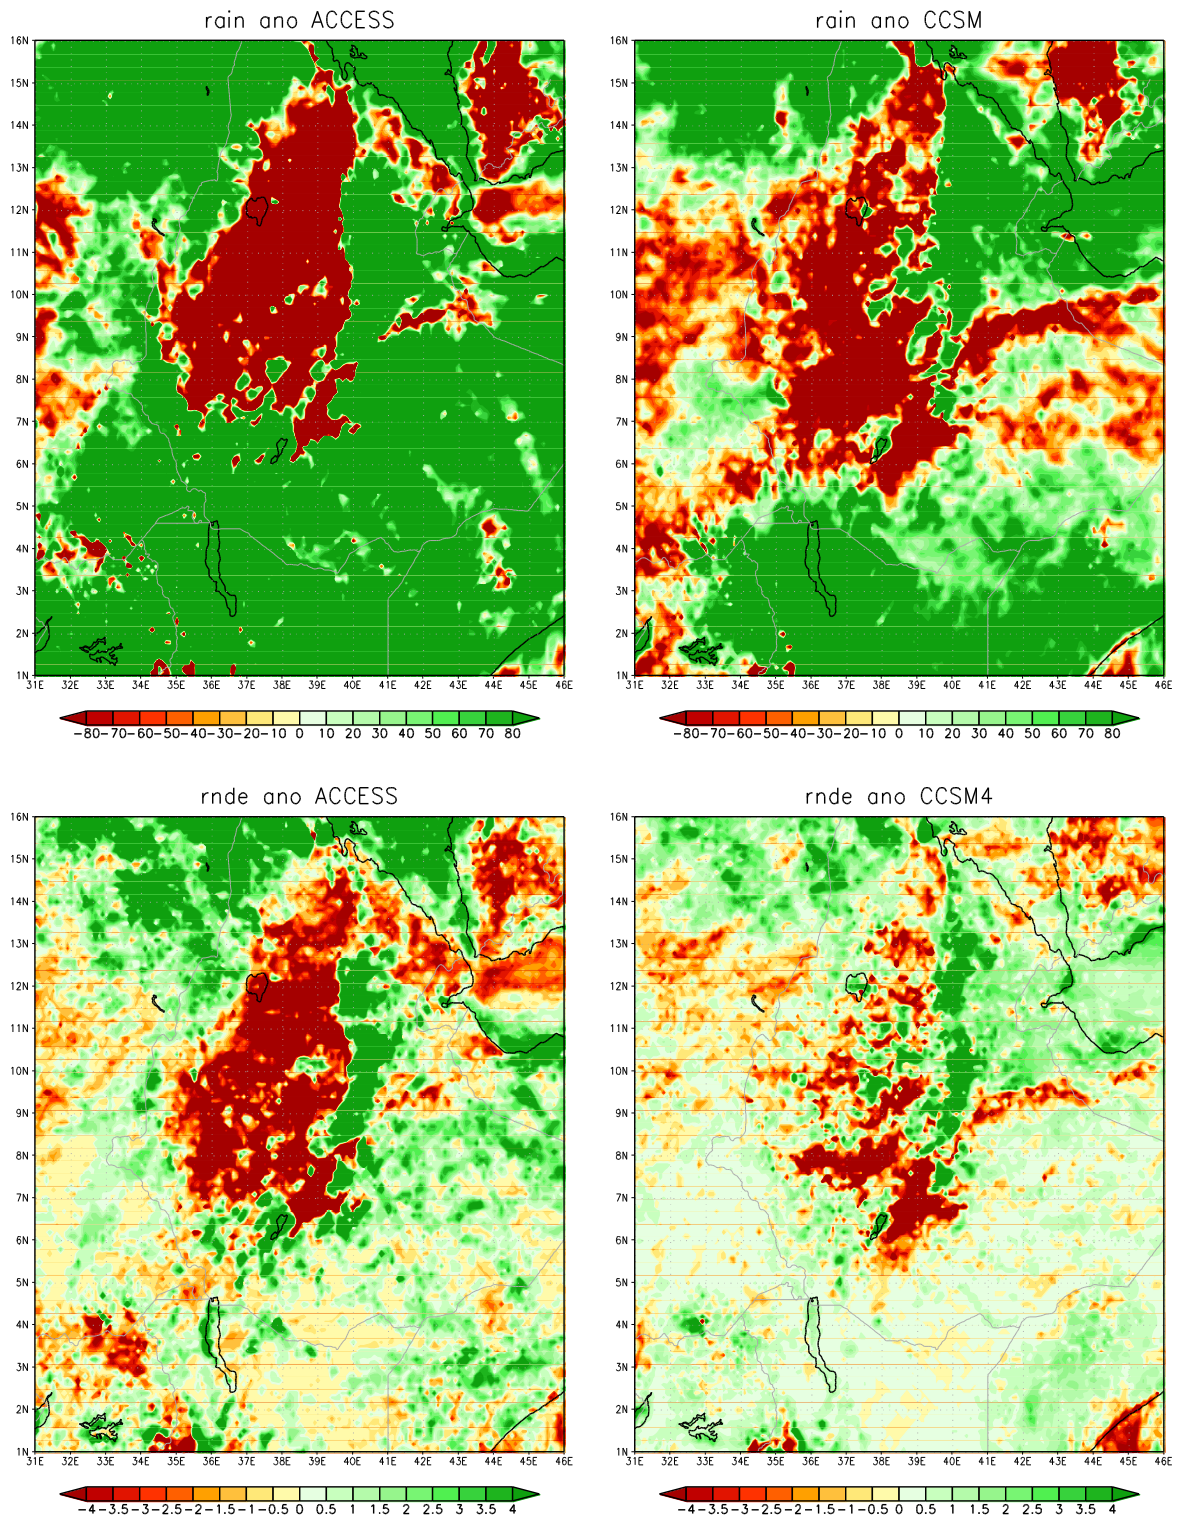 rain ano ACCESS
16N
15N
14N
13N
12N
11N
10N
9N
8N
7N
6N
5N
4N
3N
2N
1N
31E 32E 33E 34E 35E 36E 37E 38E 39E 40E 41E 42E 43E 44E 45E 46E
-80 -70 -60 -50 -40 -30 -20 -10 0 10 20 30 40 50 60 70 80
rain ano CCSM
16N
15N
14N
13N
12N
11N
10N
9N
8N
7N
6N
5N
4N
3N
2N
1N
31E 32E 33E 34E 35E 36E 37E 38E 39E 40E 41E 42E 43E 44E 45E 46E
-80 -70 -60 -50 -40 -30 -20 -10 0 10 20 30 40 50 60 70 80
rnde ano ACCESS
16N
15N
14N
13N
12N
11N
10N
9N
8N
7N
6N
5N
4N
3N
2N
1N
31E 32E 33E 34E 35E 36E 37E 38E 39E 40E 41E 42E 43E 44E 45E 46E
-4 -3.5 -3 -2.5 -2 -1.5 -1 -0.5 0 0.5 1 1.5 2 2.5 3 3.5 4
rnde ano CCSM4
16N
15N
14N
13N
12N
11N
10N
9N
8N
7N
6N
5N
4N
3N
2N
1N
31E 32E 33E 34E 35E 36E 37E 38E 39E 40E 41E 42E 43E 44E 45E 46E
-4 -3.5 -3 -2.5 -2 -1.5 -1 -0.5 0 0.5 1 1.5 2 2.5 3 3.5 4